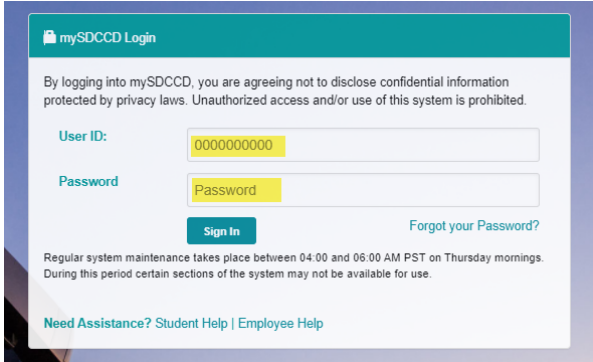 mySDCCD Login
By logging into mySDCCD, you are agreeing not to disclose confidential information
protected by privacy laws. Unauthorized access and/or use of this system is prohibited.
User ID:
0000000000
Password
Password
Sign In
Forgot your Password?
Regular system maintenance takes place between 04:00 and 06:00 AM PST on Thursday mornings.
During this period certain sections of the system may not be available for use.
Need Assistance? Student Help | Employee Help